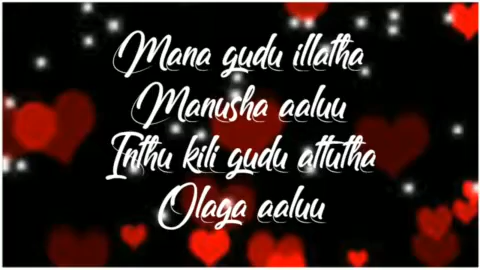 Mana gudu illatha
Manusha aaluu
Inthu kili gudu attutha
Olaga aaluu